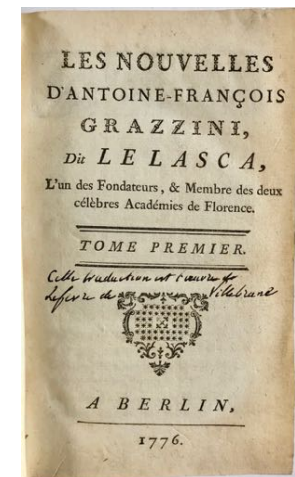 LES NOUVELLES
D'ANTOINE-FRANÇOIS
GRAZZINI,
Dit LE LASCA,
L'un des Fondateurs, & Membre des deux
célèbres Académies de Florence.
TOME PREMIER.
Cette traduction est l'œuvre de
Lefevre de Villebrune
A BERLIN,
1776.